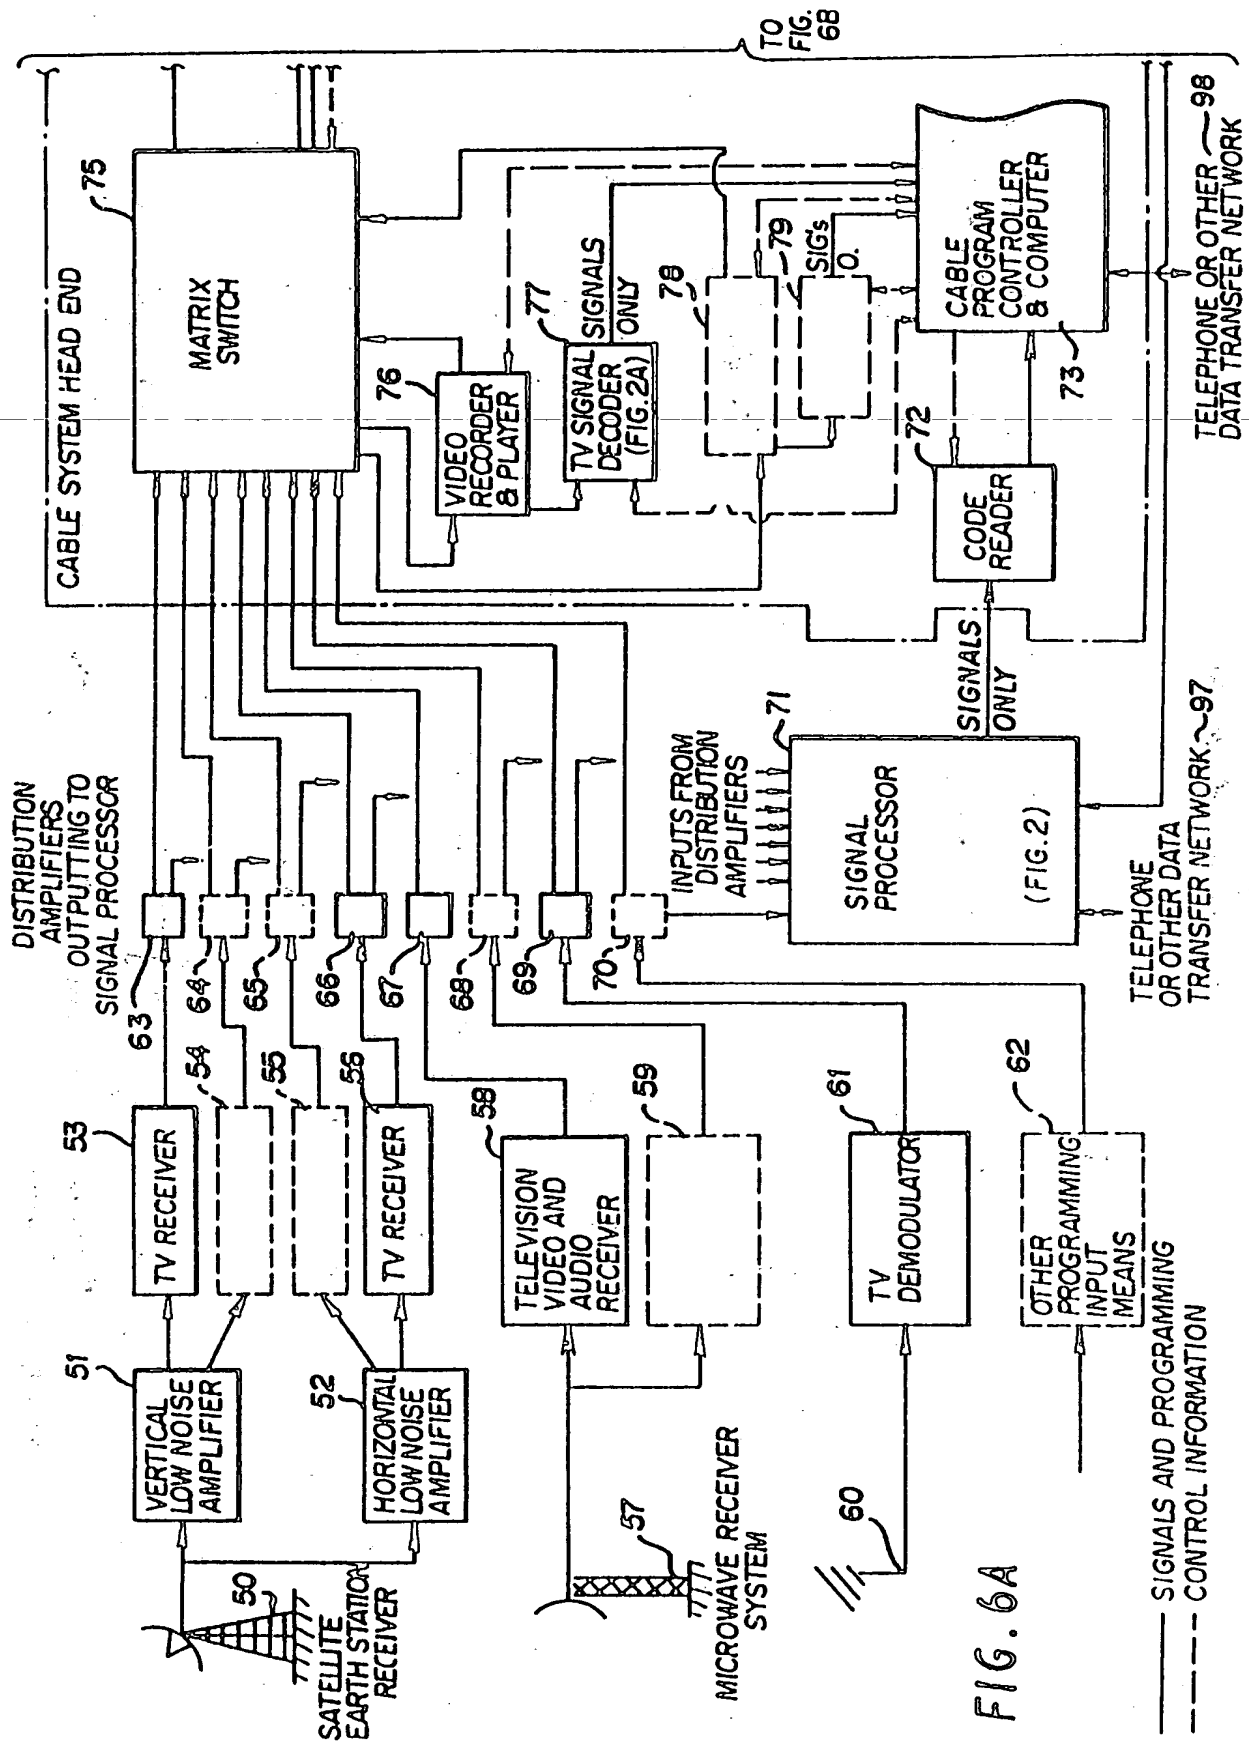 CABLE SYSTEM HEAD END
TO
FIG.
6B
MATRIX
SWITCH
75
DISTRIBUTION
AMPLIFIERS
OUTPUTTING TO
SIGNAL PROCESSOR
63
64
65
66
67
68
69
70
VIDEO
RECORDER
& PLAYER
76
TV SIGNAL
DECODER
(FIG. 2A)
77
SIGNALS
ONLY
78
79
SIG's
O.
CABLE
PROGRAM
CONTROLLER
& COMPUTER
73
CODE
READER
72
SIGNALS
ONLY
INPUTS FROM
DISTRIBUTION
AMPLIFIERS
71
SIGNAL
PROCESSOR
(FIG. 2)
TELEPHONE OR OTHER
DATA TRANSFER NETWORK
98
TELEPHONE
OR OTHER DATA
TRANSFER NETWORK
97
53
TV RECEIVER
54
55
56
TV RECEIVER
51
VERTICAL
LOW NOISE
AMPLIFIER
52
HORIZONTAL
LOW NOISE
AMPLIFIER
50
SATELLITE
EARTH STATION
RECEIVER
58
TELEVISION
VIDEO AND
AUDIO
RECEIVER
59
57
MICROWAVE RECEIVER
SYSTEM
61
TV
DEMODULATOR
60
62
OTHER
PROGRAMMING
INPUT
MEANS
FIG. 6A
SIGNALS AND PROGRAMMING
CONTROL INFORMATION